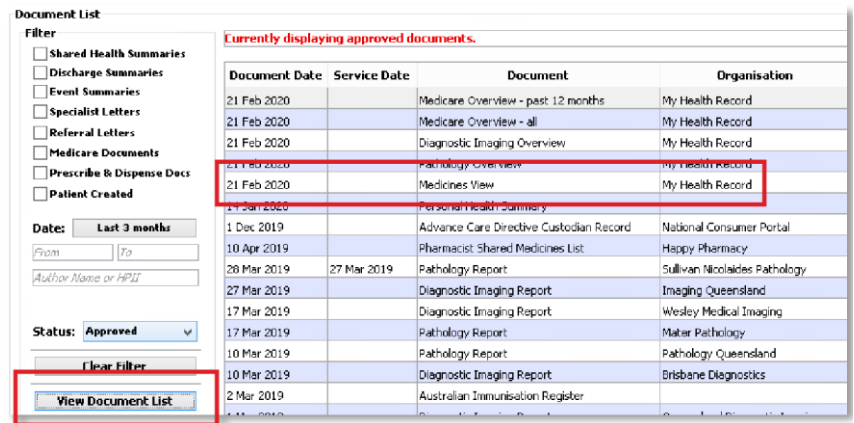 Document List
Filter
Shared Health Summaries
Discharge Summaries
Event Summaries
Specialist Letters
Referral Letters
Medicare Documents
Prescribe & Dispense Docs
Patient Created
Date: Last 3 months
From To
Author Name or HPII
Status: Approved
Clear Filter
View Document List
Currently displaying approved documents.
Document Date Service Date Document Organisation
21 Feb 2020 Medicare Overview - past 12 months My Health Record
21 Feb 2020 Medicare Overview - all My Health Record
21 Feb 2020 Diagnostic Imaging Overview My Health Record
21 Feb 2020 Pathology Overview My Health Record
21 Feb 2020 Medicines View My Health Record
14 Jan 2020 Personal Health Summary
1 Dec 2019 Advance Care Directive Custodian Record National Consumer Portal
10 Apr 2019 Pharmacist Shared Medicines List Happy Pharmacy
28 Mar 2019 27 Mar 2019 Pathology Report Sullivan Nicolaides Pathology
27 Mar 2019 Diagnostic Imaging Report Imaging Queensland
17 Mar 2019 Diagnostic Imaging Report Wesley Medical Imaging
17 Mar 2019 Pathology Report Mater Pathology
10 Mar 2019 Pathology Report Pathology Queensland
10 Mar 2019 Diagnostic Imaging Report Brisbane Diagnostics
2 Mar 2019 Australian Immunisation Register